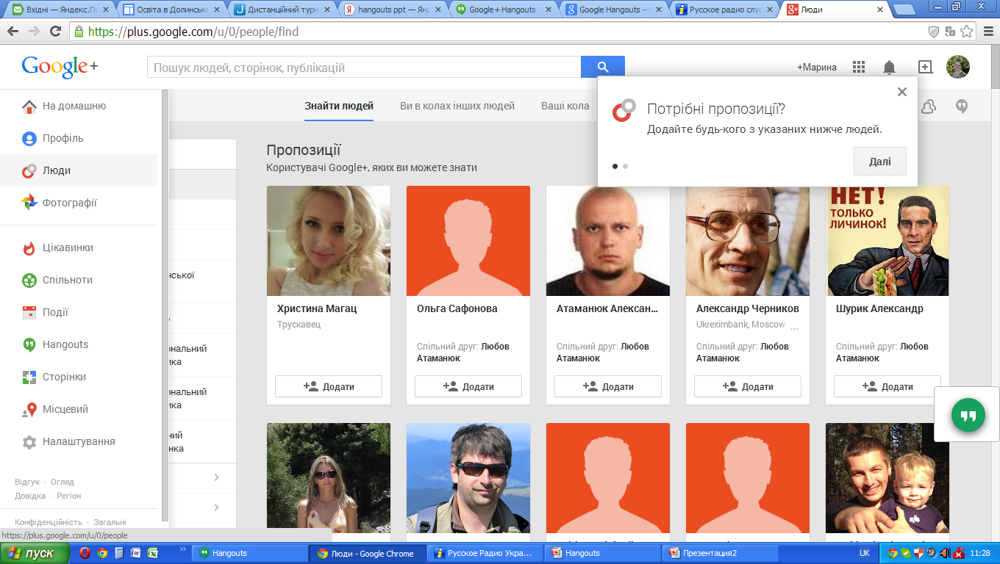 Вхідні — Яндекс.По
Освіта в Долинськ
Дистанційний турн
hangouts ppt — Ян
Google+ Hangouts
Google Hangouts –
Русское радио слу
Люди
https://plus.google.com/u/0/people/find
Google+
Пошук людей, сторінок, публікацій
+Марина
На домашню
Профіль
Люди
Фотографії
Цікавинки
Спільноти
Події
Hangouts
Сторінки
Місцевий
Налаштування
Відгук · Огляд
Довідка · Регіон
Конфіденційність · Загальні
https://plus.google.com/u/0/people
нської
ональний
ика
ональний
ика
ний
нка
Знайти людей
Ви в колах інших людей
Ваші кола
Потрібні пропозиції?
Додайте будь-кого з указаних нижче людей.
Далі
Пропозиції
Користувачі Google+, яких ви можете знати
НЕТ!
ТОЛЬКО
ЛИЧИНОК!
Христина Магац
Трускавец
Додати
Ольга Сафонова
Спільний друг: Любов
Атаманюк
Додати
Атаманюк Алексан...
Спільний друг: Любов
Атаманюк
Додати
Александр Черников
Ukreximbank, Moscow ...
Спільний друг: Любов
Атаманюк
Додати
Шурик Александр
Спільний друг: Любов
Атаманюк
Додати
пуск
Hangouts
Люди - Google Chrome
Русское Радио Укра...
Hangouts
Презентация2
UK
11:28